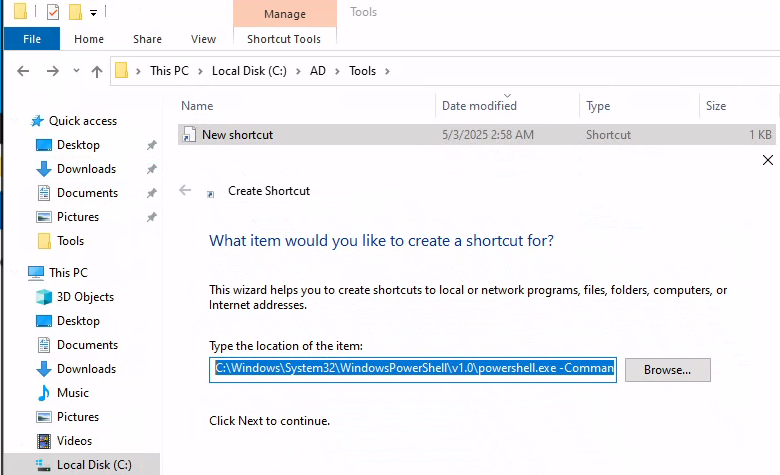 Manage
Tools
File
Home
Share
View
Shortcut Tools
This PC
Local Disk (C:)
AD
Tools
Name
Date modified
Type
Size
New shortcut
5/3/2025 2:58 AM
Shortcut
1 KB
Quick access
Desktop
Downloads
Documents
Pictures
Tools
This PC
3D Objects
Desktop
Documents
Downloads
Music
Pictures
Videos
Local Disk (C:)
Create Shortcut
What item would you like to create a shortcut for?
This wizard helps you to create shortcuts to local or network programs, files, folders, computers, or
Internet addresses.
Type the location of the item:
C:\Windows\System32\WindowsPowerShell\v1.0\powershell.exe -Comman
Browse...
Click Next to continue.